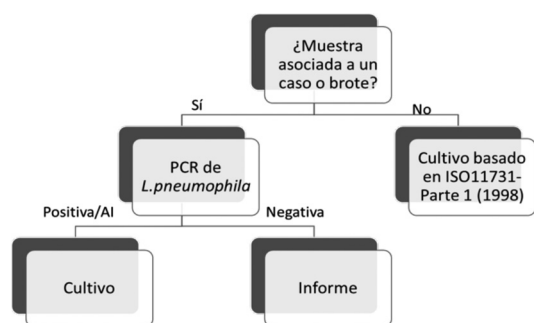 ¿Muestra
asociada a un
caso o brote?
Sí
No
PCR de
L.pneumophila
Cultivo basado
en ISO11731-
Parte 1 (1998)
Positiva/AI
Negativa
Cultivo
Informe